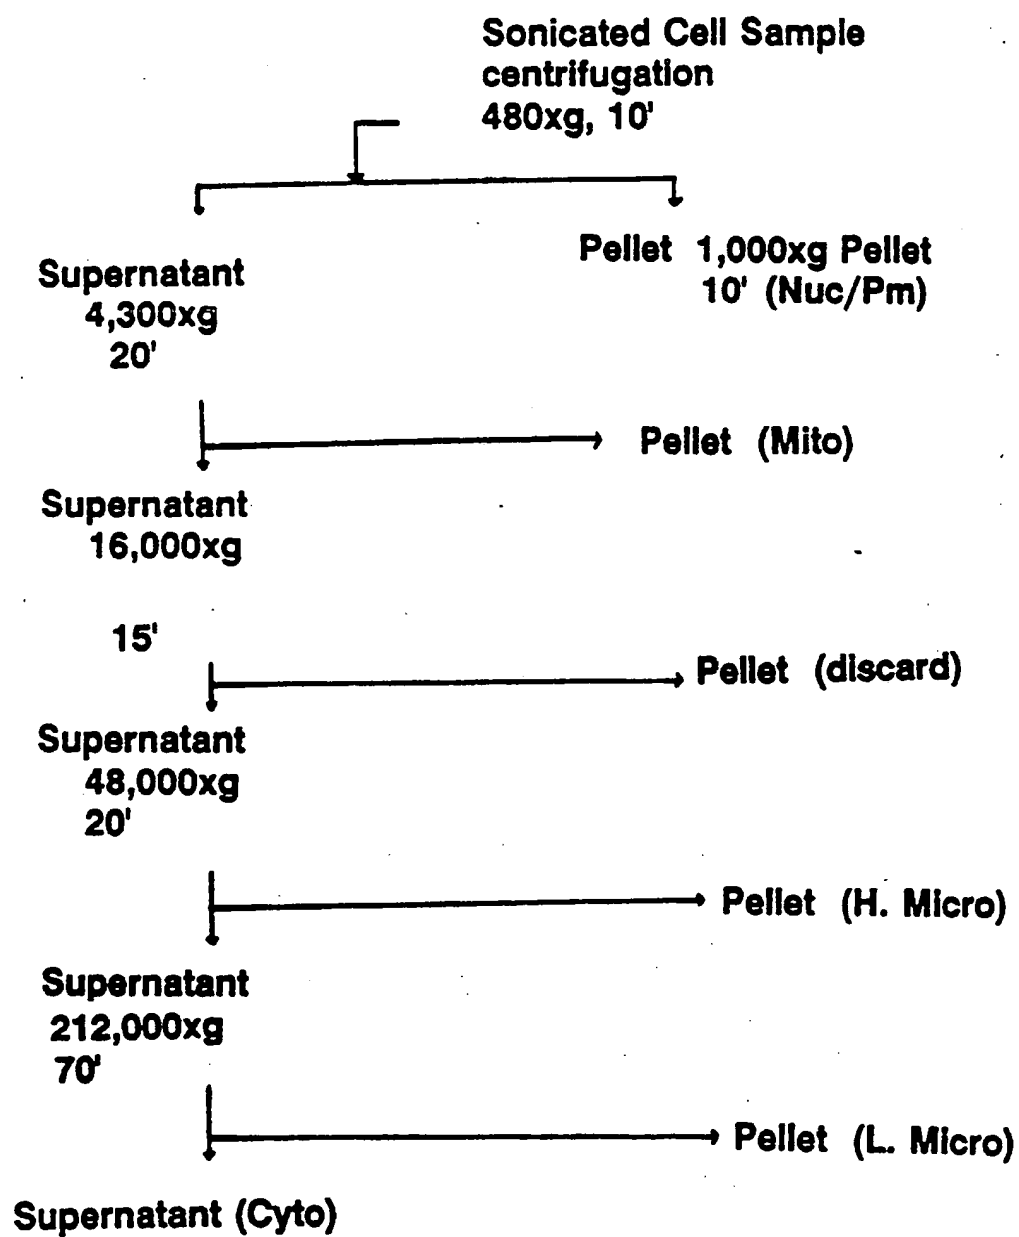 Sonicated Cell Sample
centrifugation
480xg, 10'
Pellet 1,000xg Pellet
10' (Nuc/Pm)
Supernatant
4,300xg
20'
Pellet (Mito)
Supernatant
16,000xg
15'
Pellet (discard)
Supernatant
48,000xg
20'
Pellet (H. Micro)
Supernatant
212,000xg
70'
Pellet (L. Micro)
Supernatant (Cyto)